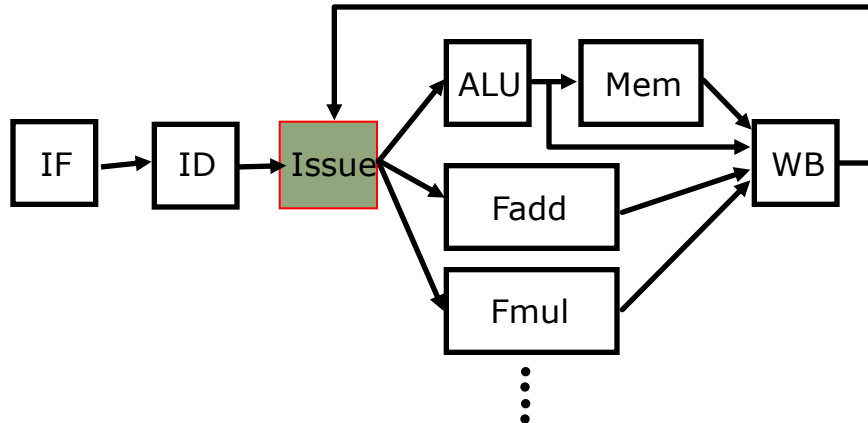 IF
ID
Issue
ALU
Mem
Fadd
Fmul
WB